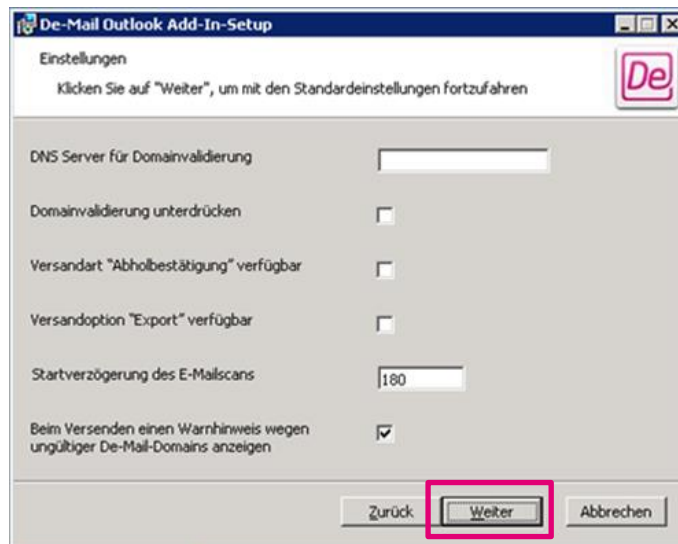 De-Mail Outlook Add-In-Setup
Einstellungen
Klicken Sie auf "Weiter", um mit den Standardeinstellungen fortzufahren
De
DNS Server für Domainvalidierung
Domainvalidierung unterdrücken
Versandart "Abholbestätigung" verfügbar
Versandoption "Export" verfügbar
Startverzögerung des E-Mailscans
180
Beim Versenden einen Warnhinweis wegen
ungültiger De-Mail-Domains anzeigen
Zurück
Weiter
Abbrechen